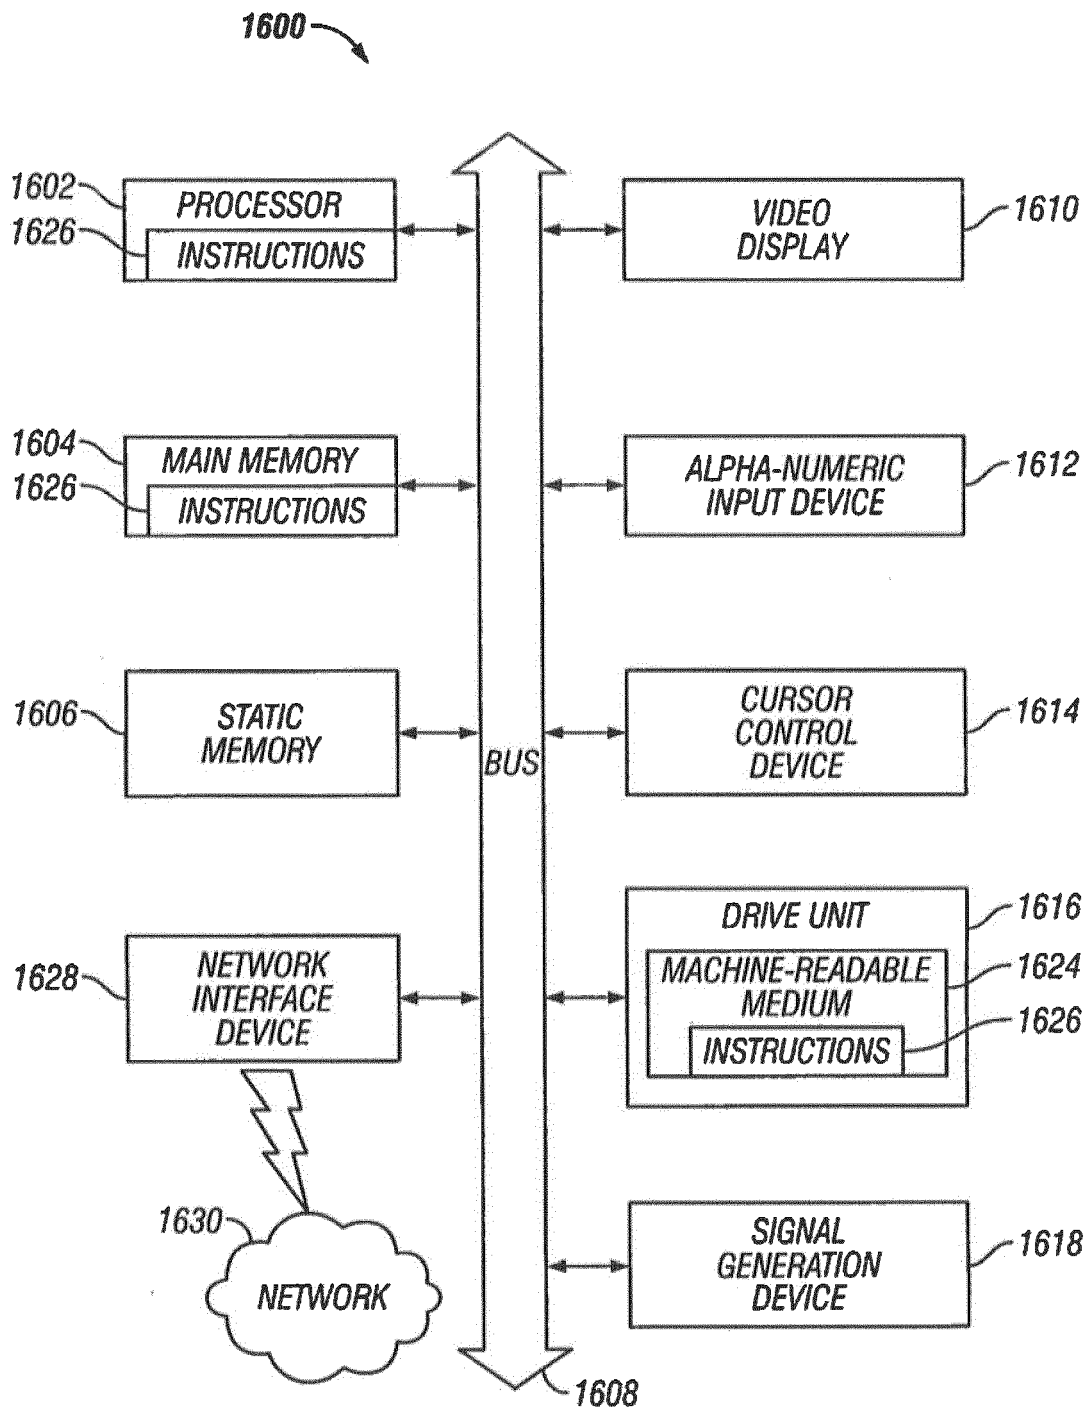 1600
1602
PROCESSOR
1626
INSTRUCTIONS
1604
MAIN MEMORY
1626
INSTRUCTIONS
1606
STATIC
MEMORY
1628
NETWORK
INTERFACE
DEVICE
1630
NETWORK
BUS
1608
VIDEO
DISPLAY
1610
ALPHA-NUMERIC
INPUT DEVICE
1612
CURSOR
CONTROL
DEVICE
1614
DRIVE UNIT
1616
MACHINE-READABLE
MEDIUM
1624
INSTRUCTIONS
1626
SIGNAL
GENERATION
DEVICE
1618